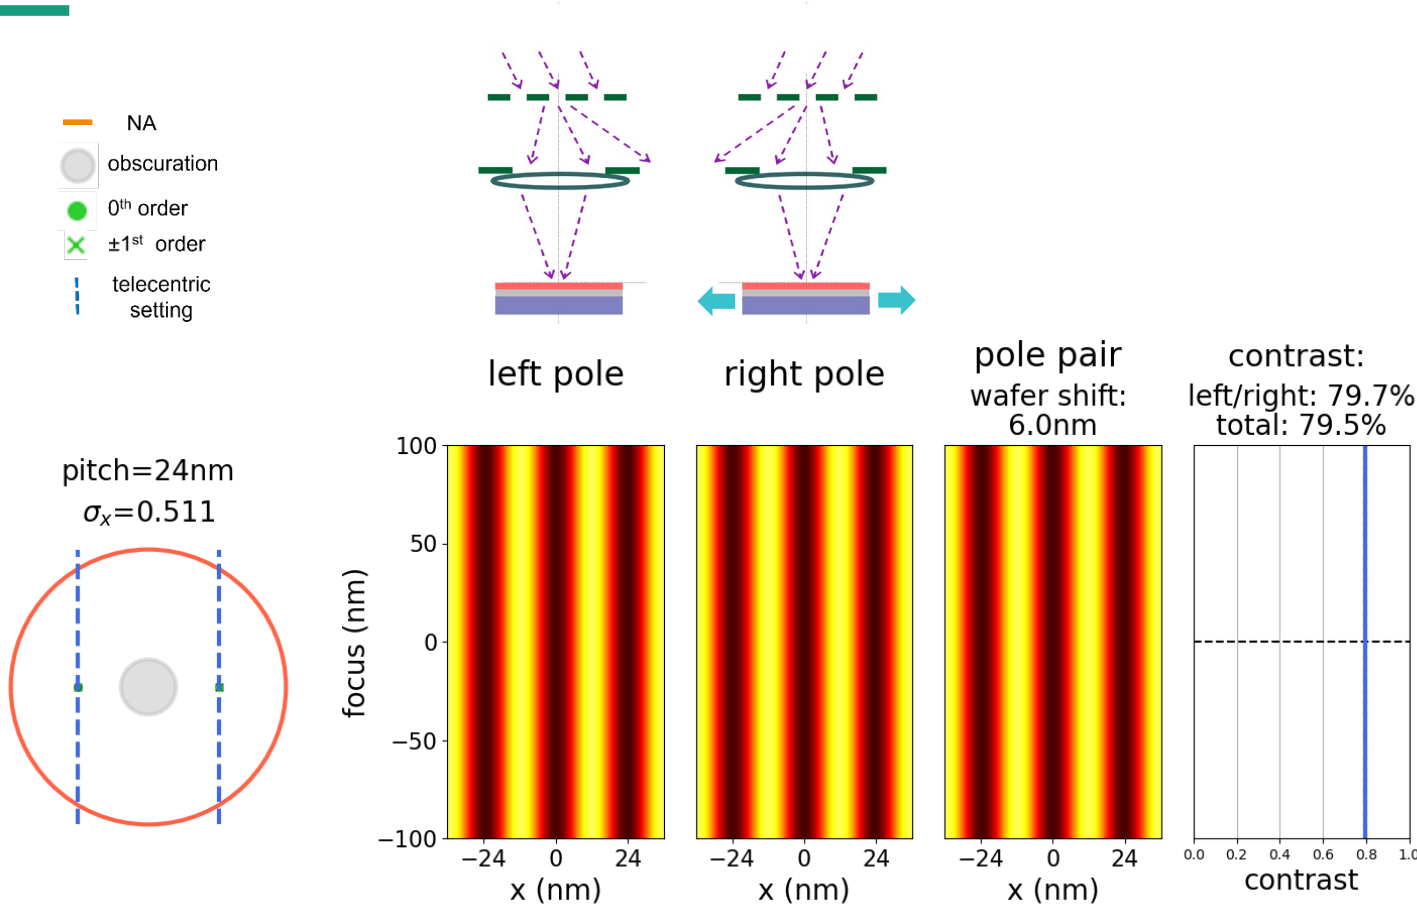 NA
obscuration
0th order
±1st order
telecentric
setting
left pole
right pole
pole pair
wafer shift:
6.0nm
contrast:
left/right: 79.7%
total: 79.5%
pitch=24nm
σx=0.511
focus (nm)
100
50
0
−50
−100
−24 0 24
x (nm)
−24 0 24
x (nm)
−24 0 24
x (nm)
0.0 0.2 0.4 0.6 0.8 1.0
contrast